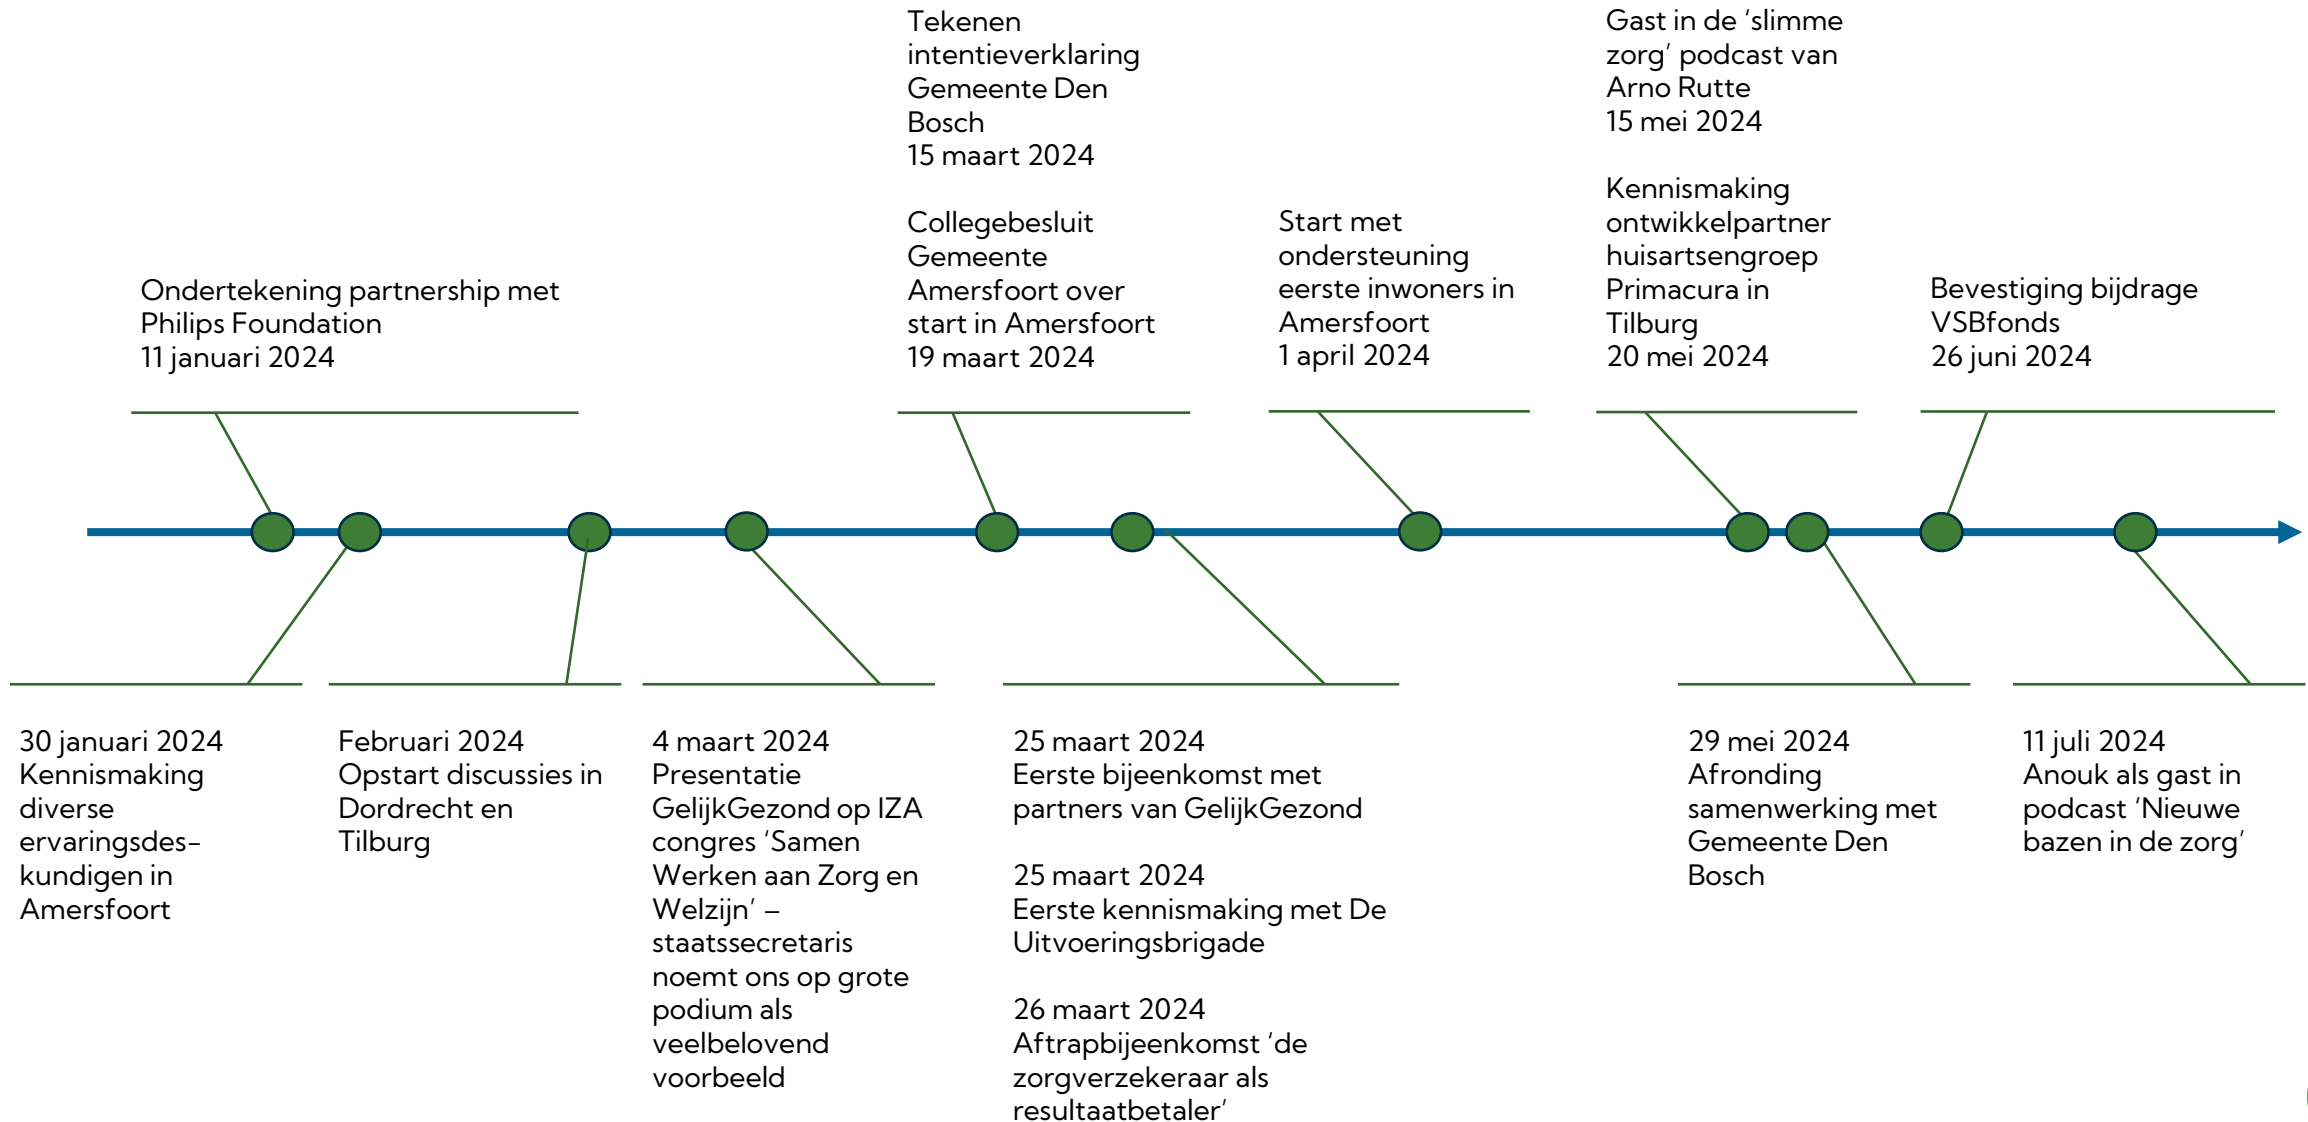 Ondertekening partnership met
Philips Foundation
11 januari 2024
Tekenen
intentieverklaring
Gemeente Den
Bosch
15 maart 2024
Collegebesluit
Gemeente
Amersfoort over
start in Amersfoort
19 maart 2024
Start met
ondersteuning
eerste inwoners in
Amersfoort
1 april 2024
Gast in de ‘slimme
zorg’ podcast van
Arno Rutte
15 mei 2024
Kennismaking
ontwikkelpartner
huisartsengroep
Primacura in
Tilburg
20 mei 2024
Bevestiging bijdrage
VSBfonds
26 juni 2024
30 januari 2024
Kennismaking
diverse
ervaringsdes-
kundigen in
Amersfoort
Februari 2024
Opstart discussies in
Dordrecht en
Tilburg
4 maart 2024
Presentatie
GelijkGezond op IZA
congres ‘Samen
Werken aan Zorg en
Welzijn’ –
staatssecretaris
noemt ons op grote
podium als
veelbelovend
voorbeeld
25 maart 2024
Eerste bijeenkomst met
partners van GelijkGezond
25 maart 2024
Eerste kennismaking met De
Uitvoeringsbrigade
26 maart 2024
Aftrapbijeenkomst ‘de
zorgverzekeraar als
resultaatbetaler’
29 mei 2024
Afronding
samenwerking met
Gemeente Den
Bosch
11 juli 2024
Anouk als gast in
podcast ‘Nieuwe
bazen in de zorg’